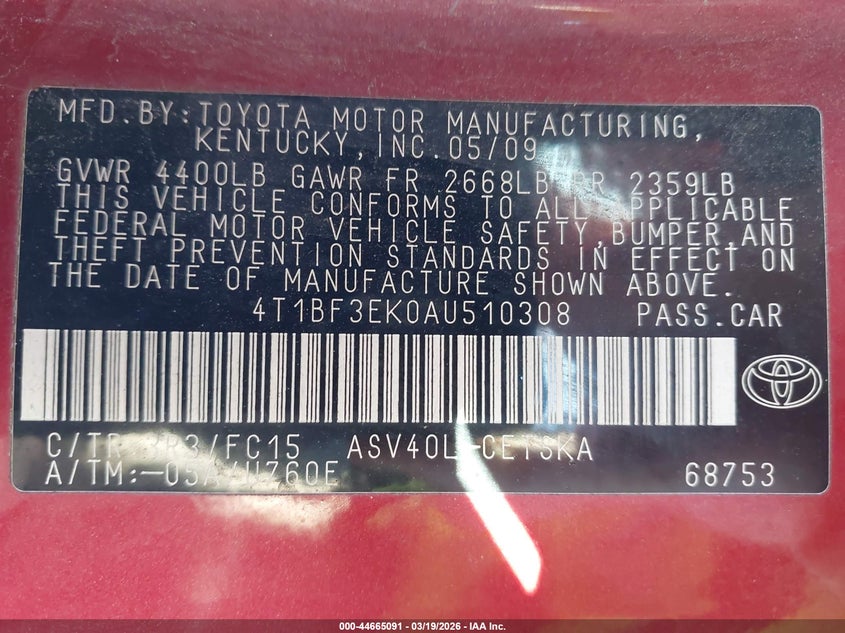 MFD.BY:TOYOTA MOTOR MANUFACTURING,
KENTUCKY,INC.05/09
GVWR 4400LB GAWR FR 2668LB RR 2359LB
THIS VEHICLE CONFORMS TO ALL APPLICABLE
FEDERAL MOTOR VEHICLE SAFETY,BUMPER,AND
THEFT PREVENTION STANDARDS IN EFFECT ON
THE DATE OF MANUFACTURE SHOWN ABOVE.
4T1BF3EK0AU510308 PASS.CAR
C/TR:3R3/FC15 ASV40L-CETSKA
A/TM:-05A/U760E 68753
000-44665091 - 03/19/2026 - IAA Inc.